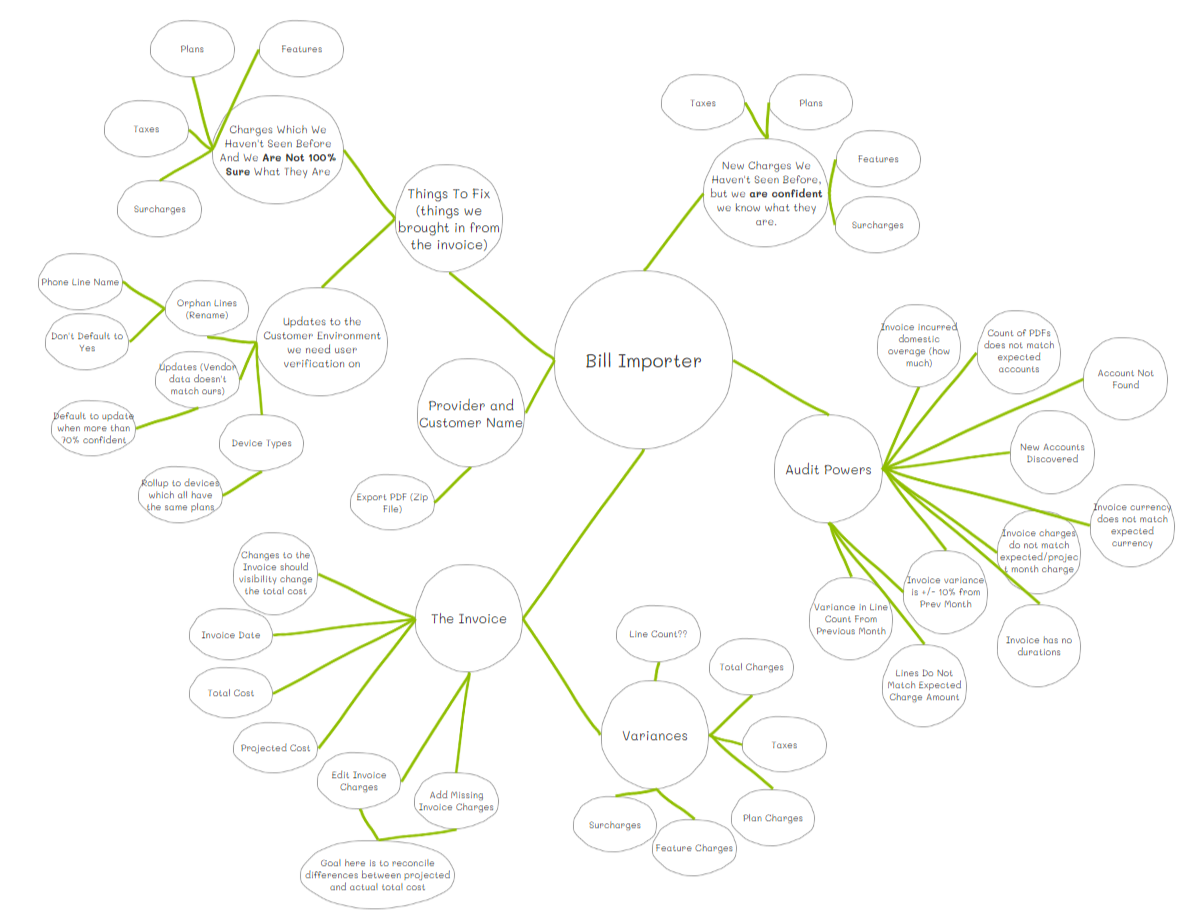 Plans
Features
Taxes
Charges Which We
Haven't Seen Before
And We Are Not 100%
Sure What They Are
Surcharges
Things To Fix
(things we
brought in from
the invoice)
Taxes
Plans
New Charges We
Haven't Seen Before,
but we are confident
we know what they
are.
Features
Surcharges
Phone Line Name
Orphan Lines
(Rename)
Don't Default to
Yes
Updates to the
Customer Environment
we need user
verification on
Updates (Vendor
data doesn't
match ours)
Default to update
when more than
70% confident
Device Types
Rollup to devices
which all have
the same plans
Bill Importer
Provider and
Customer Name
Export PDF (Zip
File)
Invoice incurred
domestic
overage (how
much)
Count of PDFs
does not match
expected
accounts
Account Not
Found
Audit Powers
New Accounts
Discovered
Invoice currency
does not match
expected
currency
Invoice charges
do not match
expected/projec
t month charge
Invoice variance
is +/- 10% from
Prev Month
Variance in Line
Count From
Previous Month
Invoice has no
durations
Lines Do Not
Match Expected
Charge Amount
Changes to the
Invoice should
visibility change
the total cost
The Invoice
Invoice Date
Total Cost
Projected Cost
Edit Invoice
Charges
Add Missing
Invoice Charges
Goal here is to reconcile
differences between projected
and actual total cost
Line Count??
Total Charges
Variances
Taxes
Plan Charges
Surcharges
Feature Charges